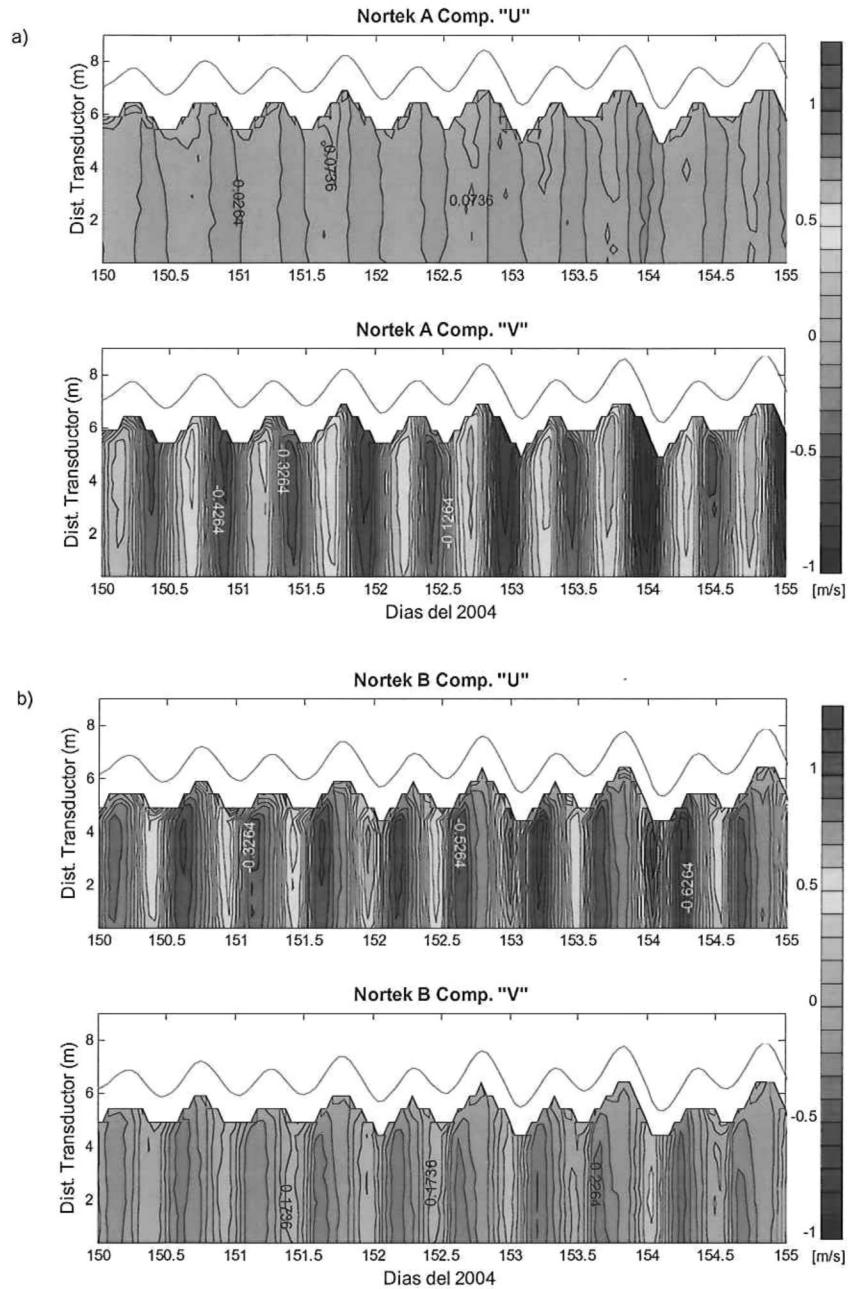 a)
Nortek A Comp. "U"
Dist. Transductor (m)
8
6
4
2
0.0264
0.0736
0.0736
150 150.5 151 151.5 152 152.5 153 153.5 154 154.5 155
Nortek A Comp. "V"
Dist. Transductor (m)
8
6
4
2
-0.4264
0.3264
-0.1264
150 150.5 151 151.5 152 152.5 153 153.5 154 154.5 155
Dias del 2004
1
0.5
0
-0.5
-1
[m/s]
b)
Nortek B Comp. "U"
Dist. Transductor (m)
8
6
4
2
-0.3264
-0.5264
-0.6264
150 150.5 151 151.5 152 152.5 153 153.5 154 154.5 155
Nortek B Comp. "V"
Dist. Transductor (m)
8
6
4
2
0.1736
0.1736
-0.2264
150 150.5 151 151.5 152 152.5 153 153.5 154 154.5 155
Dias del 2004
1
0.5
0
-0.5
-1
[m/s]